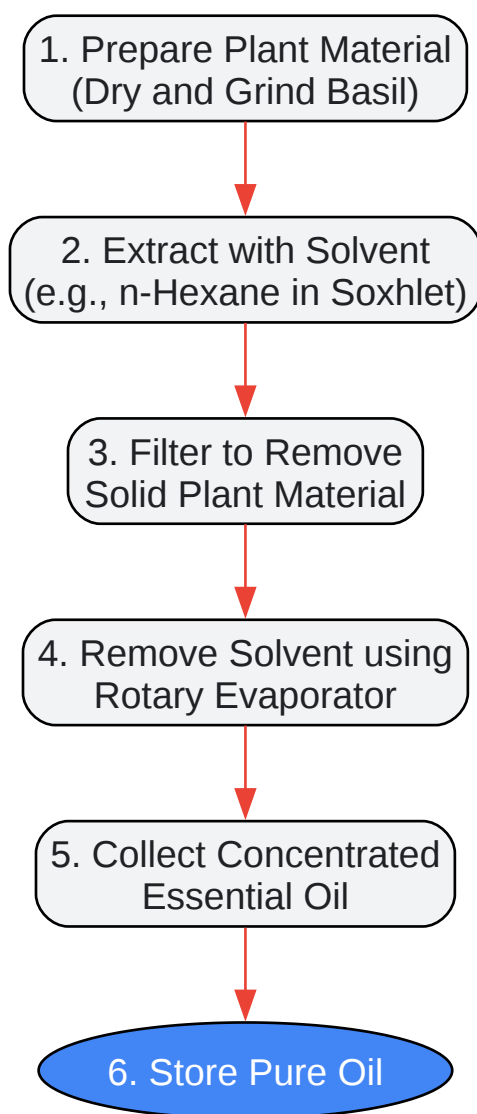 1. Prepare Plant Material
(Dry and Grind Basil)
2. Extract with Solvent
(e.g., n-Hexane in Soxhlet)
3. Filter to Remove
Solid Plant Material
4. Remove Solvent using
Rotary Evaporator
5. Collect Concentrated
Essential Oil
6. Store Pure Oil